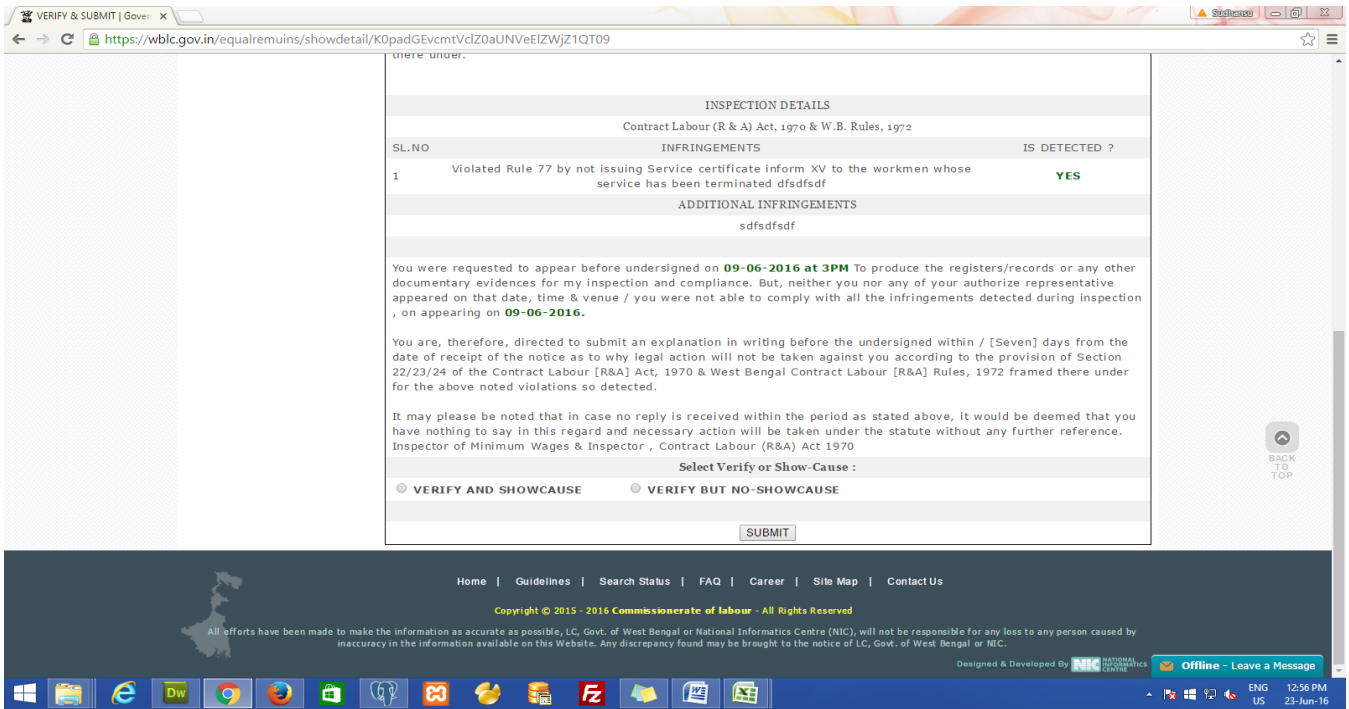 VERIFY & SUBMIT | Gover
Sudhansu
https://wblc.gov.in/equalremuins/showdetail/K0padGEvcmtVclZ0aUNVeElZWjZ1QT09
there under.
INSPECTION DETAILS
Contract Labour (R & A) Act, 1970 & W.B. Rules, 1972
SL.NO INFRINGEMENTS IS DETECTED ?
Violated Rule 77 by not issuing Service certificate inform XV to the workmen whose
1 YES
service has been terminated dfsdfsdf
ADDITIONAL INFRINGEMENTS
sdfsdfsdf
You were requested to appear before undersigned on 09-06-2016 at 3PM To produce the registers/records or any other
documentary evidences for my inspection and compliance. But, neither you nor any of your authorize representative
appeared on that date, time & venue / you were not able to comply with all the infringements detected during inspection
, on appearing on 09-06-2016.
You are, therefore, directed to submit an explanation in writing before the undersigned within / [Seven] days from the
date of receipt of the notice as to why legal action will not be taken against you according to the provision of Section
22/23/24 of the Contract Labour [R&A] Act, 1970 & West Bengal Contract Labour [R&A] Rules, 1972 framed there under
for the above noted violations so detected.
It may please be noted that in case no reply is received within the period as stated above, it would be deemed that you
have nothing to say in this regard and necessary action will be taken under the statute without any further reference.
Inspector of Minimum Wages & Inspector , Contract Labour (R&A) Act 1970
Select Verify or Show-Cause :
VERIFY AND SHOWCAUSE VERIFY BUT NO-SHOWCAUSE
SUBMIT
BACK
TO
TOP
Home | Guidelines | Search Status | FAQ | Career | Site Map | Contact Us
Copyright © 2015 - 2016 Commissionerate of labour - All Rights Reserved
All efforts have been made to make the information as accurate as possible, LC, Govt. of West Bengal or National Informatics Centre (NIC), will not be responsible for any loss to any person caused by
inaccuracy in the information available on this Website. Any discrepancy found may be brought to the notice of LC, Govt. of West Bengal or NIC.
Designed & Developed By NIC NATIONAL INFORMATICS CENTRE
Offline - Leave a Message
Dw
Fz
ENG 12:56 PM
US 23-Jun-16